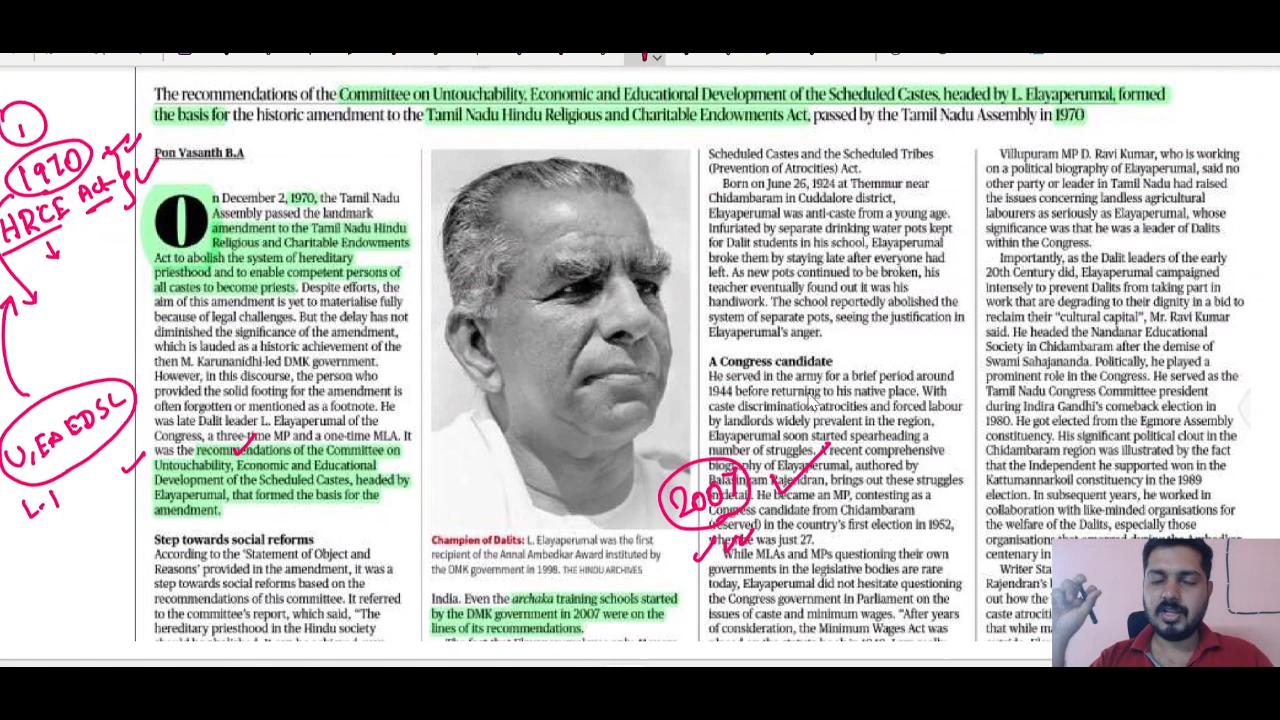 The recommendations of the Committee on Untouchability, Economic and Educational Development of the Scheduled Castes, headed by L. Elayaperumal, formed
the basis for the historic amendment to the Tamil Nadu Hindu Religious and Charitable Endowments Act, passed by the Tamil Nadu Assembly in 1970
1
1970
Act
HRCE
U, E&EDSC
L-1
Pon Vasanth B.A
On December 2, 1970, the Tamil Nadu
Assembly passed the landmark
amendment to the Tamil Nadu Hindu
Religious and Charitable Endowments
Act to abolish the system of hereditary
priesthood and to enable competent persons of
all castes to become priests. Despite efforts, the
aim of this amendment is yet to materialise fully
because of legal challenges. But the delay has not
diminished the significance of the amendment,
which is lauded as a historic achievement of the
then M. Karunanidhi-led DMK government.
However, in this discourse, the person who
provided the solid footing for the amendment is
often forgotten or mentioned as a footnote. He
was late Dalit leader L. Elayaperumal of the
Congress, a three-time MP and a one-time MLA. It
was the recommendations of the Committee on
Untouchability, Economic and Educational
Development of the Scheduled Castes, headed by
Elayaperumal, that formed the basis for the
amendment.
Step towards social reforms
According to the 'Statement of Object and
Reasons' provided in the amendment, it was a
step towards social reforms based on the
recommendations of this committee. It referred
to the committee's report, which said, "The
hereditary priesthood in the Hindu society
Champion of Dalits: L. Elayaperumal was the first
recipient of the Annal Ambedkar Award instituted by
the DMK government in 1998. THE HINDU ARCHIVES
India. Even the archaka training schools started
by the DMK government in 2007 were on the
lines of its recommendations.
Scheduled Castes and the Scheduled Tribes
(Prevention of Atrocities) Act.
Born on June 26, 1924 at Themmur near
Chidambaram in Cuddalore district,
Elayaperumal was anti-caste from a young age.
Infuriated by separate drinking water pots kept
for Dalit students in his school, Elayaperumal
broke them by staying late after everyone had
left. As new pots continued to be broken, his
teacher eventually found out it was his
handiwork. The school reportedly abolished the
system of separate pots, seeing the justification in
Elayaperumal's anger.
A Congress candidate
He served in the army for a brief period around
1944 before returning to his native place. With
caste discrimination, atrocities and forced labour
by landlords widely prevalent in the region,
Elayaperumal soon started spearheading a
number of struggles. A recent comprehensive
biography of Elayaperumal, authored by
Balasingam Rajendran, brings out these struggles
in detail. He became an MP, contesting as a
Congress candidate from Chidambaram
(reserved) in the country's first election in 1952,
when he was just 27.
While MLAs and MPs questioning their own
governments in the legislative bodies are rare
today, Elayaperumal did not hesitate questioning
the Congress government in Parliament on the
issues of caste and minimum wages. "After years
of consideration, the Minimum Wages Act was
2007
Villupuram MP D. Ravi Kumar, who is working
on a political biography of Elayaperumal, said no
other party or leader in Tamil Nadu had raised
the issues concerning landless agricultural
labourers as seriously as Elayaperumal, whose
significance was that he was a leader of Dalits
within the Congress.
Importantly, as the Dalit leaders of the early
20th Century did, Elayaperumal campaigned
intensely to prevent Dalits from taking part in
work that are degrading to their dignity in a bid to
reclaim their "cultural capital", Mr. Ravi Kumar
said. He headed the Nandanar Educational
Society in Chidambaram after the demise of
Swami Sahajananda. Politically, he played a
prominent role in the Congress. He served as the
Tamil Nadu Congress Committee president
during Indira Gandhi's comeback election in
1980. He got elected from the Egmore Assembly
constituency. His significant political clout in the
Chidambaram region was illustrated by the fact
that the Independent he supported won in the
Kattumannarkoil constituency in the 1989
election. In subsequent years, he worked in
collaboration with like-minded organisations
for the welfare of the Dalits, especially those
organisations
centenary in
Writer Sta
Rajendran's
out how the
caste atroci
that while m